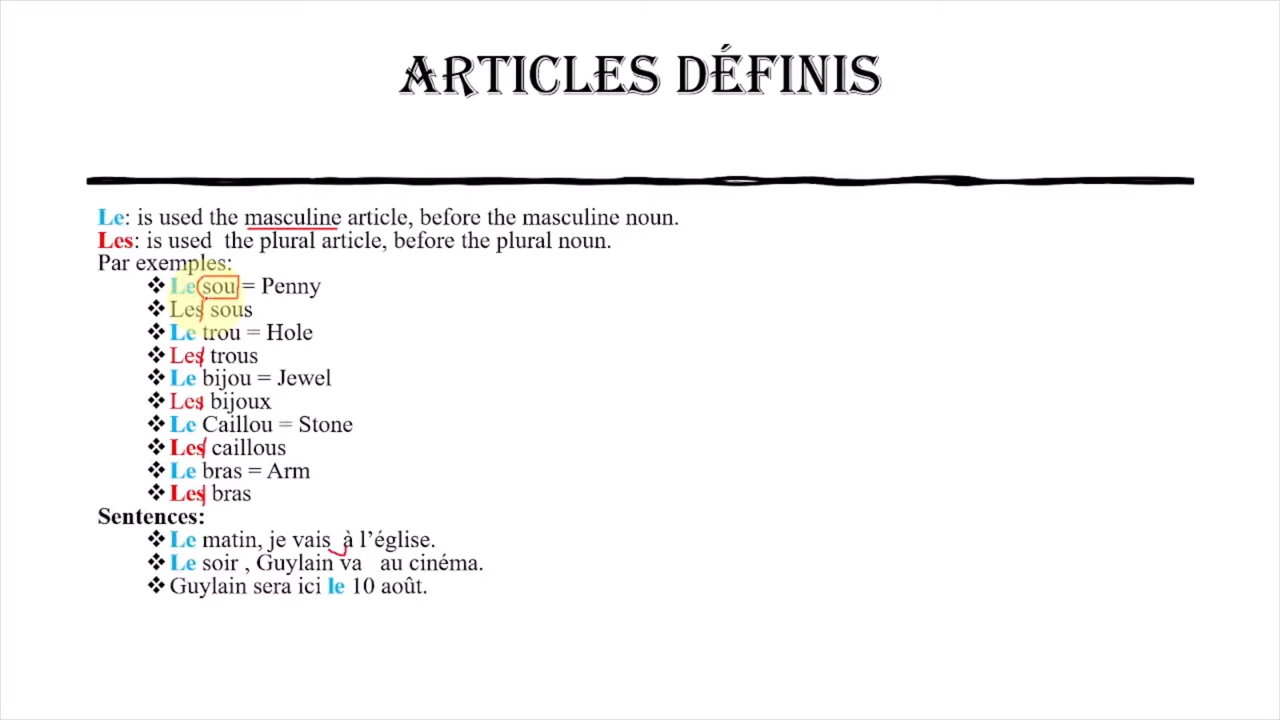 ARTICLES DÉFINIS
Le: is used the masculine article, before the masculine noun.
Les: is used the plural article, before the plural noun.
Par exemples:
❖ Le sou = Penny
❖ Les sous
❖ Le trou = Hole
❖ Les trous
❖ Le bijou = Jewel
❖ Les bijoux
❖ Le Caillou = Stone
❖ Les caillous
❖ Le bras = Arm
❖ Les bras
Sentences:
❖ Le matin, je vais à l’église.
❖ Le soir , Guylain va au cinéma.
❖ Guylain sera ici le 10 août.